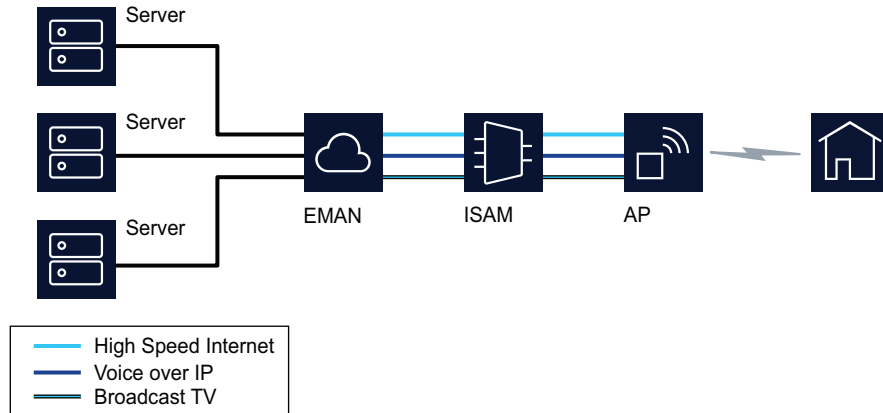 Server
Server
Server
EMAN
ISAM
AP
High Speed Internet
Voice over IP
Broadcast TV